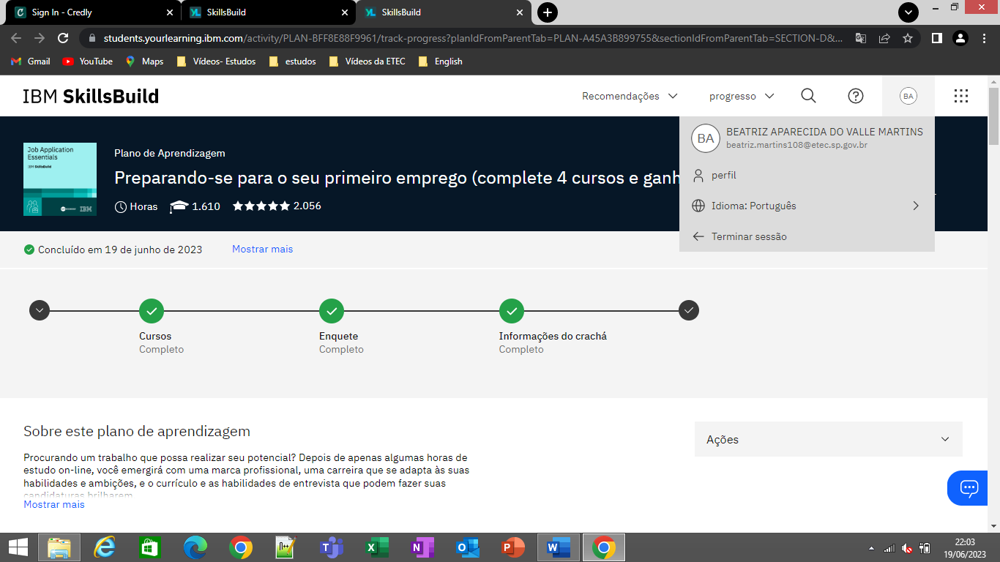 Sign In - Credly
SkillsBuild
SkillsBuild
students.yourlearning.ibm.com/activity/PLAN-BFF8E88F9961/track-progress?planIdFromParentTab=PLAN-A45A3B899755&sectionIdFromParentTab=SECTION-D&...
Gmail
YouTube
Maps
Vídeos- Estudos
estudos
Vídeos da ETEC
English
IBM SkillsBuild
Recomendações
progresso
BA
BA
BEATRIZ APARECIDA DO VALLE MARTINS
beatriz.martins108@etec.sp.gov.br
perfil
Idioma: Português
Terminar sessão
Job Application
Essentials
IBM SkillsBuild
IBM
Plano de Aprendizagem
Preparando-se para o seu primeiro emprego (complete 4 cursos e ganh
Horas
1.610
2.056
Concluído em 19 de junho de 2023
Mostrar mais
Cursos
Completo
Enquete
Completo
Informações do crachá
Completo
Sobre este plano de aprendizagem
Procurando um trabalho que possa realizar seu potencial? Depois de apenas algumas horas de
estudo on-line, você emergirá com uma marca profissional, uma carreira que se adapta às suas
habilidades e ambições, e o currículo e as habilidades de entrevista que podem fazer suas
candidaturas brilharem
Mostrar mais
Ações
22:03
19/06/2023